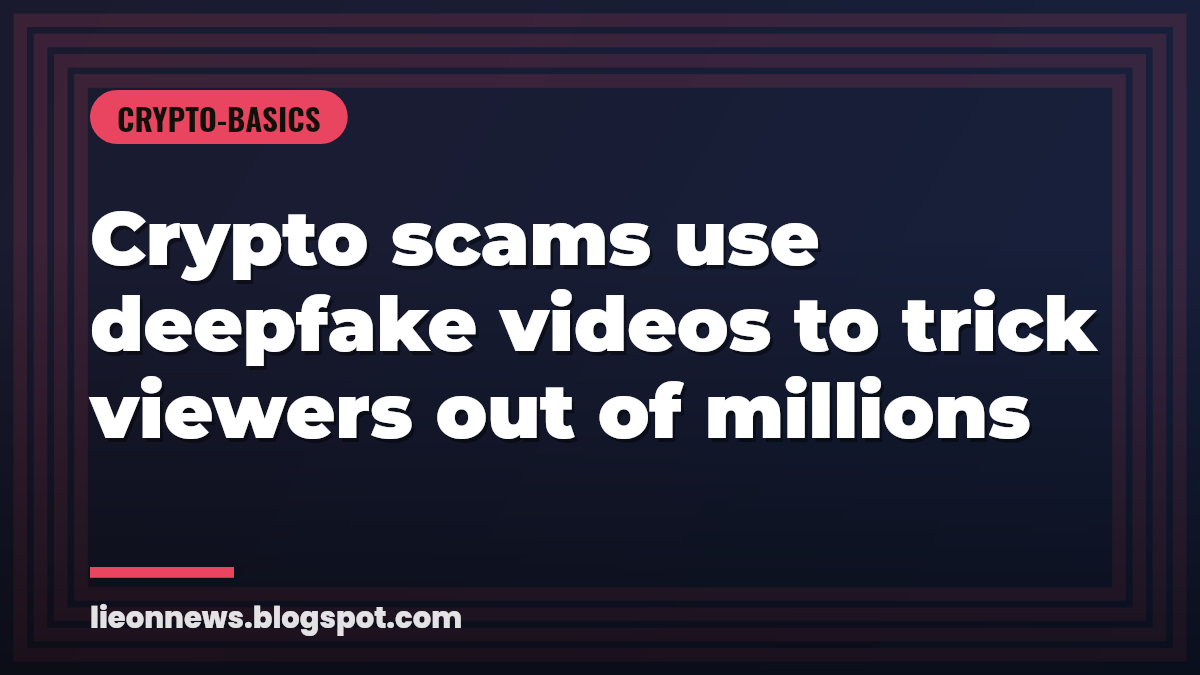 CRYPTO-BASICS
Crypto scams use
deepfake videos to trick
viewers out of millions
lieonnews.blogspot.com